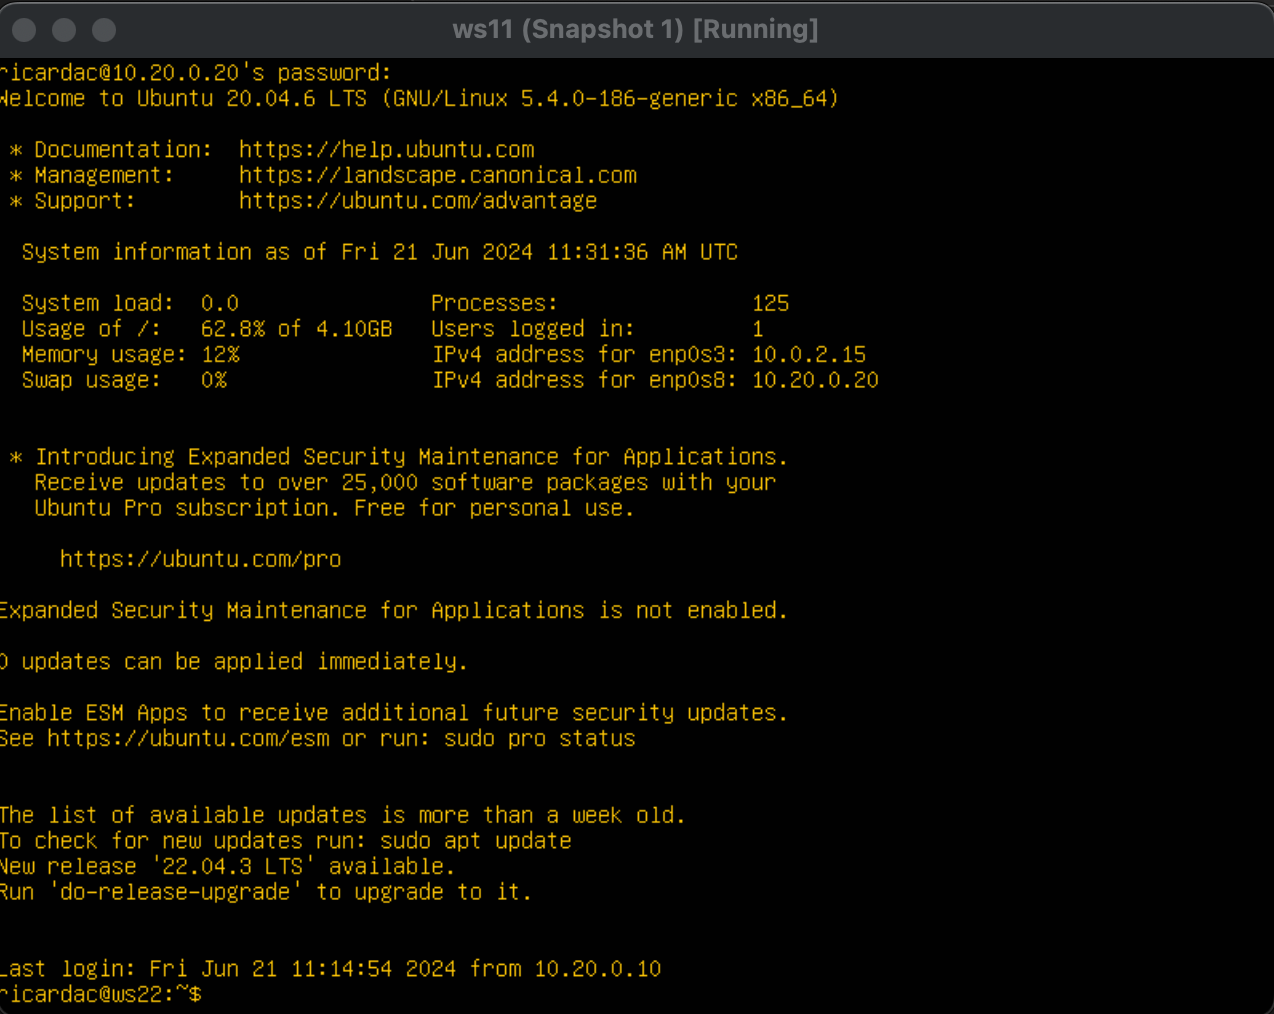 ws11 (Snapshot 1) [Running]
ricardac@10.20.0.20's password:
Welcome to Ubuntu 20.04.6 LTS (GNU/Linux 5.4.0-186-generic x86_64)
* Documentation: https://help.ubuntu.com
* Management: https://landscape.canonical.com
* Support: https://ubuntu.com/advantage
System information as of Fri 21 Jun 2024 11:31:36 AM UTC
System load: 0.0 Processes: 125
Usage of /: 62.8% of 4.10GB Users logged in: 1
Memory usage: 12% IPv4 address for enp0s3: 10.0.2.15
Swap usage: 0% IPv4 address for enp0s8: 10.20.0.20
* Introducing Expanded Security Maintenance for Applications.
Receive updates to over 25,000 software packages with your
Ubuntu Pro subscription. Free for personal use.
https://ubuntu.com/pro
Expanded Security Maintenance for Applications is not enabled.
0 updates can be applied immediately.
Enable ESM Apps to receive additional future security updates.
See https://ubuntu.com/esm or run: sudo pro status
The list of available updates is more than a week old.
To check for new updates run: sudo apt update
New release '22.04.3 LTS' available.
Run 'do-release-upgrade' to upgrade to it.
Last login: Fri Jun 21 11:14:54 2024 from 10.20.0.10
ricardac@ws22:~$